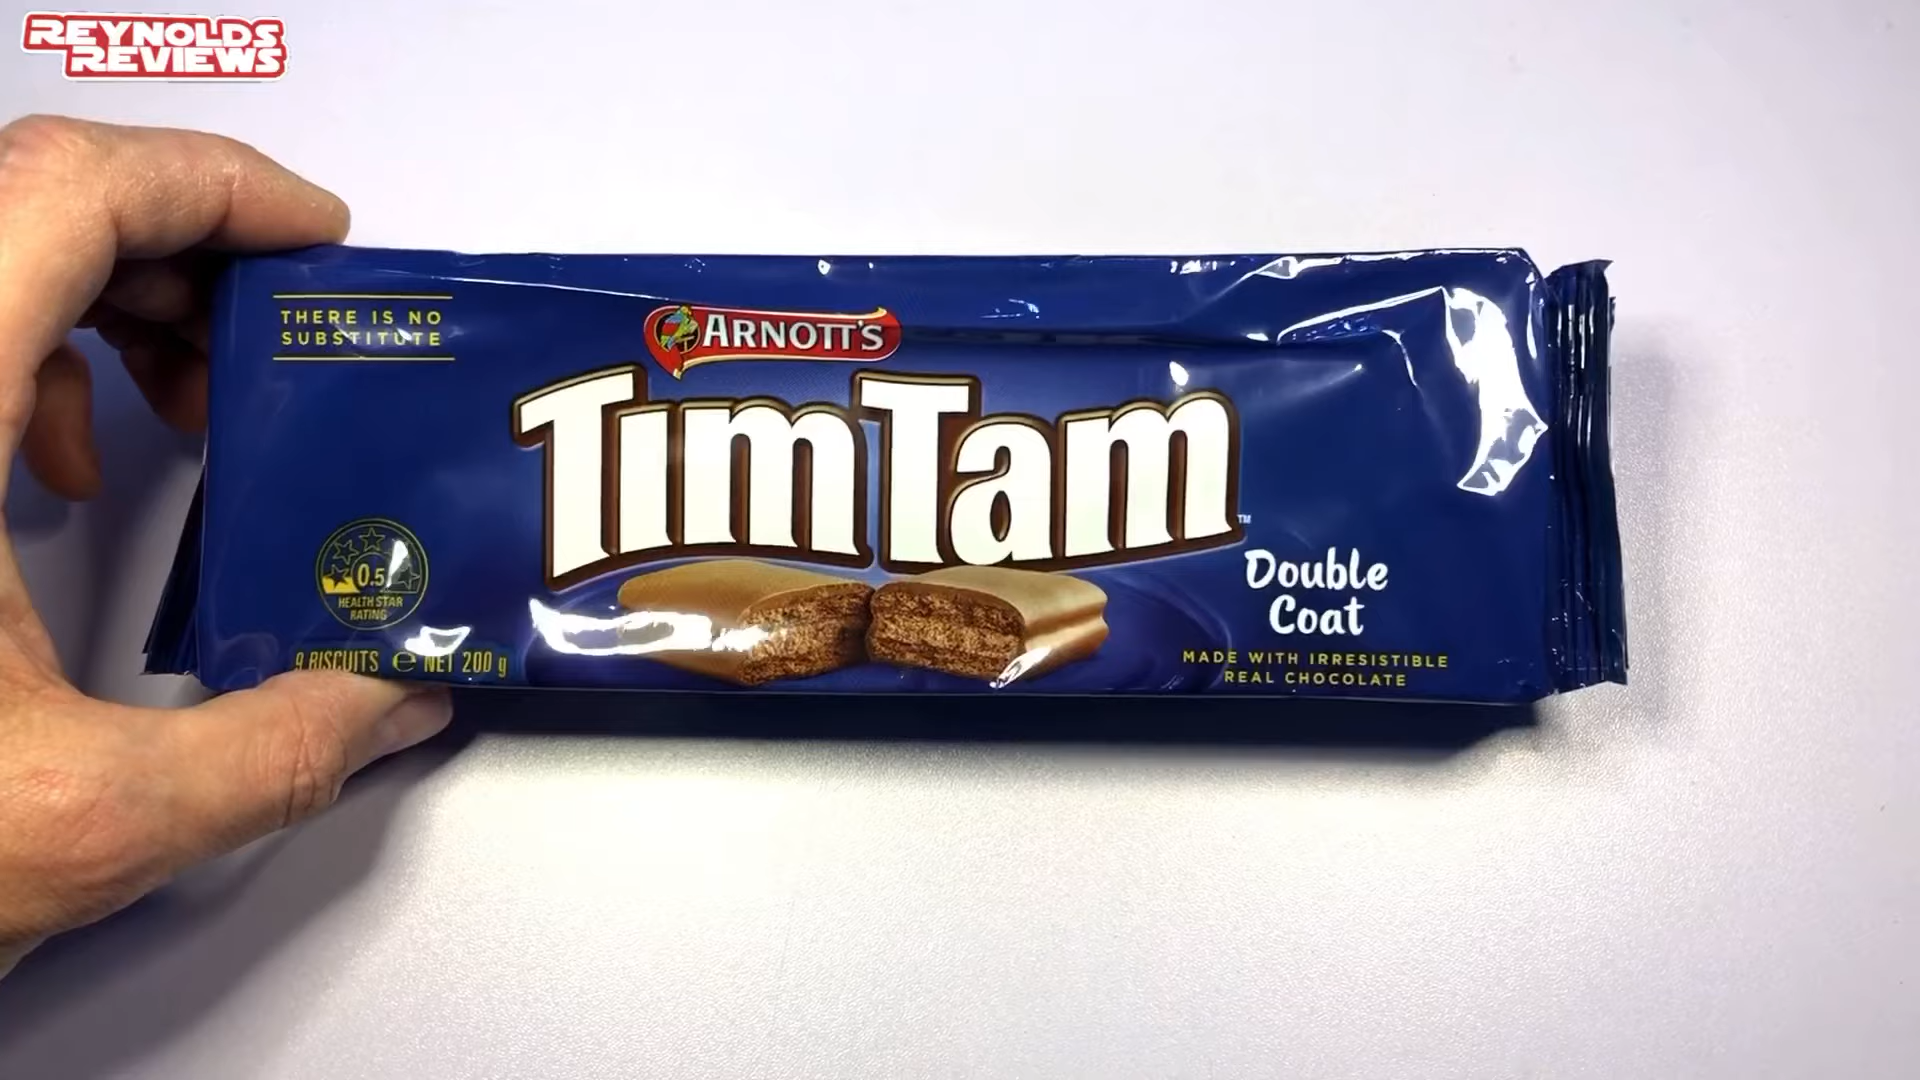 REYNOLDS
REVIEWS
THERE IS NO
SUBSTITUTE
ARNOTT'S
TimTam
TM
0.5
HEALTH STAR
RATING
Double
Coat
9 BISCUITS e NET 200 g
MADE WITH IRRESISTIBLE
REAL CHOCOLATE